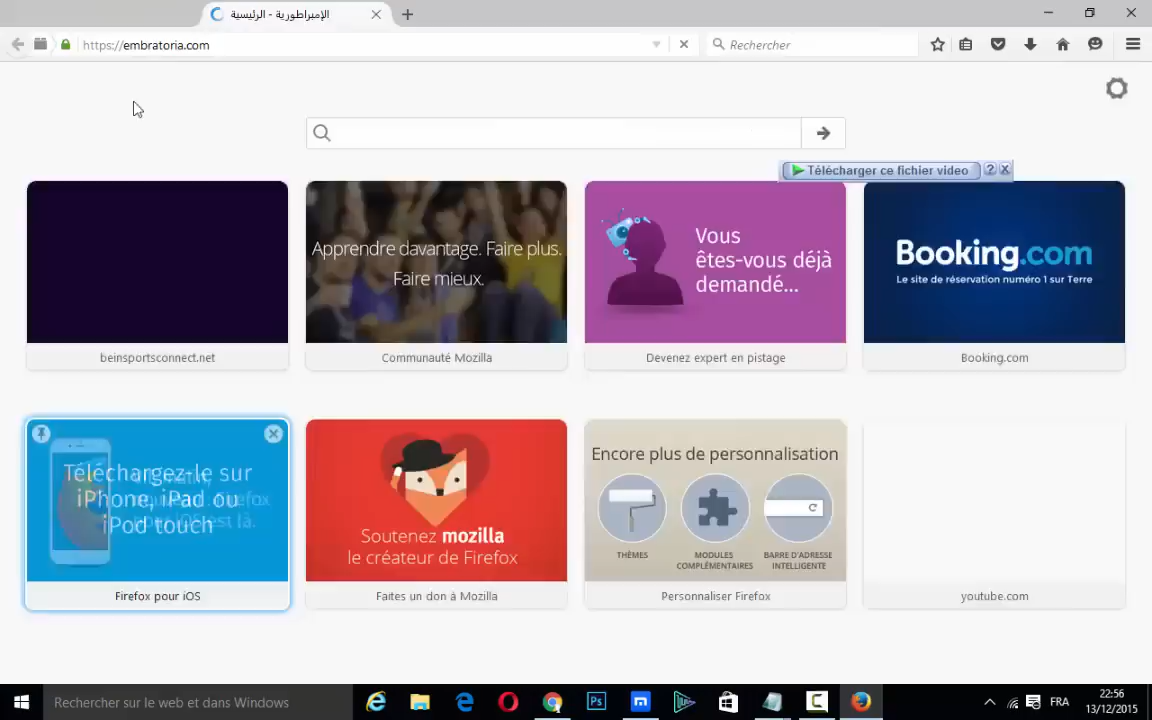 الإمبراطورية - الرئيسية
https://embratoria.com
Rechercher
Télécharger ce fichier video
?
Apprendre davantage. Faire plus.
Faire mieux.
Vous
êtes-vous déjà
demandé...
Booking.com
Le site de réservation numéro 1 sur Terre
beinsportsconnect.net
Communauté Mozilla
Devenez expert en pistage
Booking.com
Téléchargez-le sur
iPhone, iPad ou
iPod touch
Soutenez mozilla
le créateur de Firefox
Encore plus de personnalisation
THÈMES
MODULES
COMPLÉMENTAIRES
BARRE D'ADRESSE
INTELLIGENTE
Firefox pour iOS
Faites un don à Mozilla
Personnaliser Firefox
youtube.com
Rechercher sur le web et dans Windows
Ps
FRA
22:56
13/12/2015